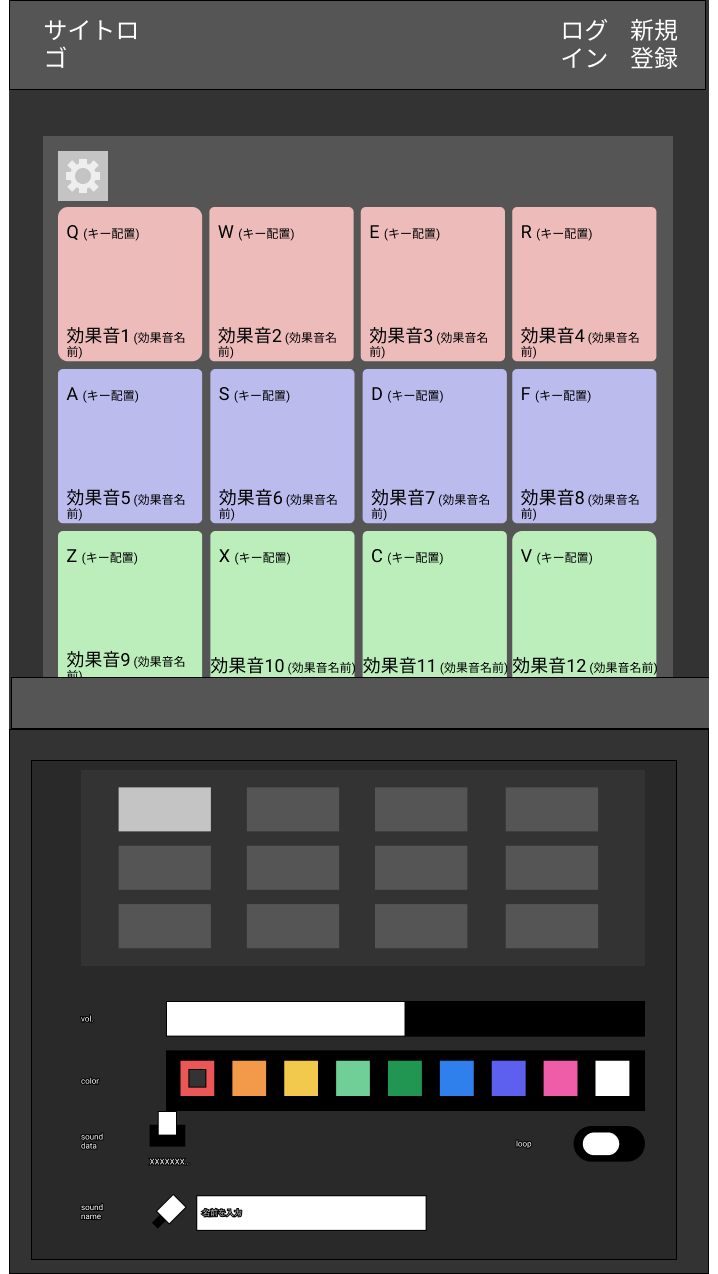 サイトロ
ゴ
ログ
イン
新規
登録
Q (キー配置)
W (キー配置)
E (キー配置)
R (キー配置)
効果音1 (効果音名
前)
効果音2 (効果音名
前)
効果音3 (効果音名
前)
効果音4 (効果音名
前)
A (キー配置)
S (キー配置)
D (キー配置)
F (キー配置)
効果音5 (効果音名
前)
効果音6 (効果音名
前)
効果音7 (効果音名
前)
効果音8 (効果音名
前)
Z (キー配置)
X (キー配置)
C (キー配置)
V (キー配置)
効果音9 (効果音名
前)
効果音10 (効果音名前)
効果音11 (効果音名前)
効果音12 (効果音名前)
vol.
color
sound
data
XXXXXXX.
loop
sound
name
名前を入力